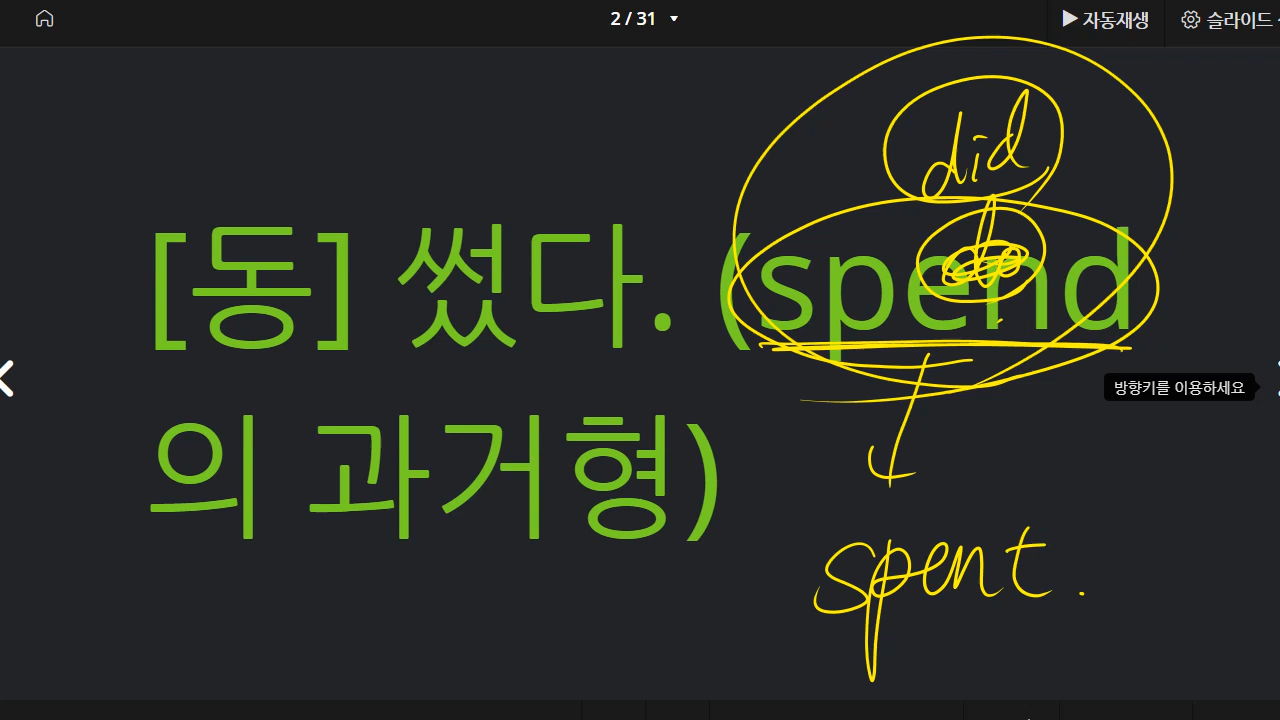 2 / 31
자동재생
슬라이드
did
[동] 썼다. (spend
의 과거형)
방향키를 이용하세요
spent.